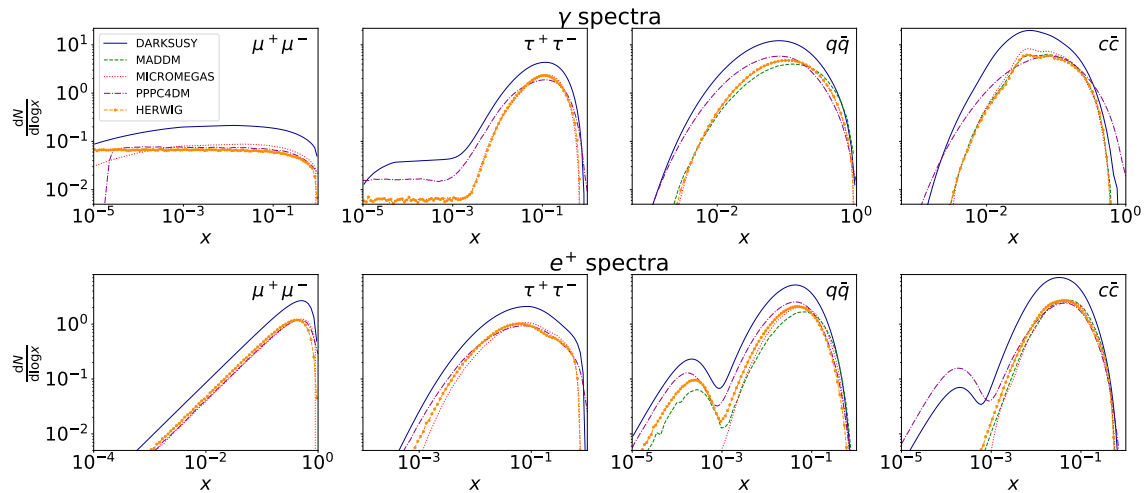 γ spectra
10¹
10⁰
10⁻¹
10⁻²
dN
dlogx
μ⁺μ⁻
DARKSUSY
MADDM
MICROMEGAS
PPPC4DM
HERWIG
10⁻⁵ 10⁻³ 10⁻¹
x
τ⁺τ⁻
10⁻⁵ 10⁻³ 10⁻¹
x
qq̄
10⁻² 10⁰
x
cc̄
10⁻² 10⁰
x
e⁺ spectra
10⁰
10⁻¹
10⁻²
dN
dlogx
μ⁺μ⁻
10⁻⁴ 10⁻² 10⁰
x
τ⁺τ⁻
10⁻³ 10⁻¹
x
qq̄
10⁻⁵ 10⁻³ 10⁻¹
x
cc̄
10⁻⁵ 10⁻³ 10⁻¹
x